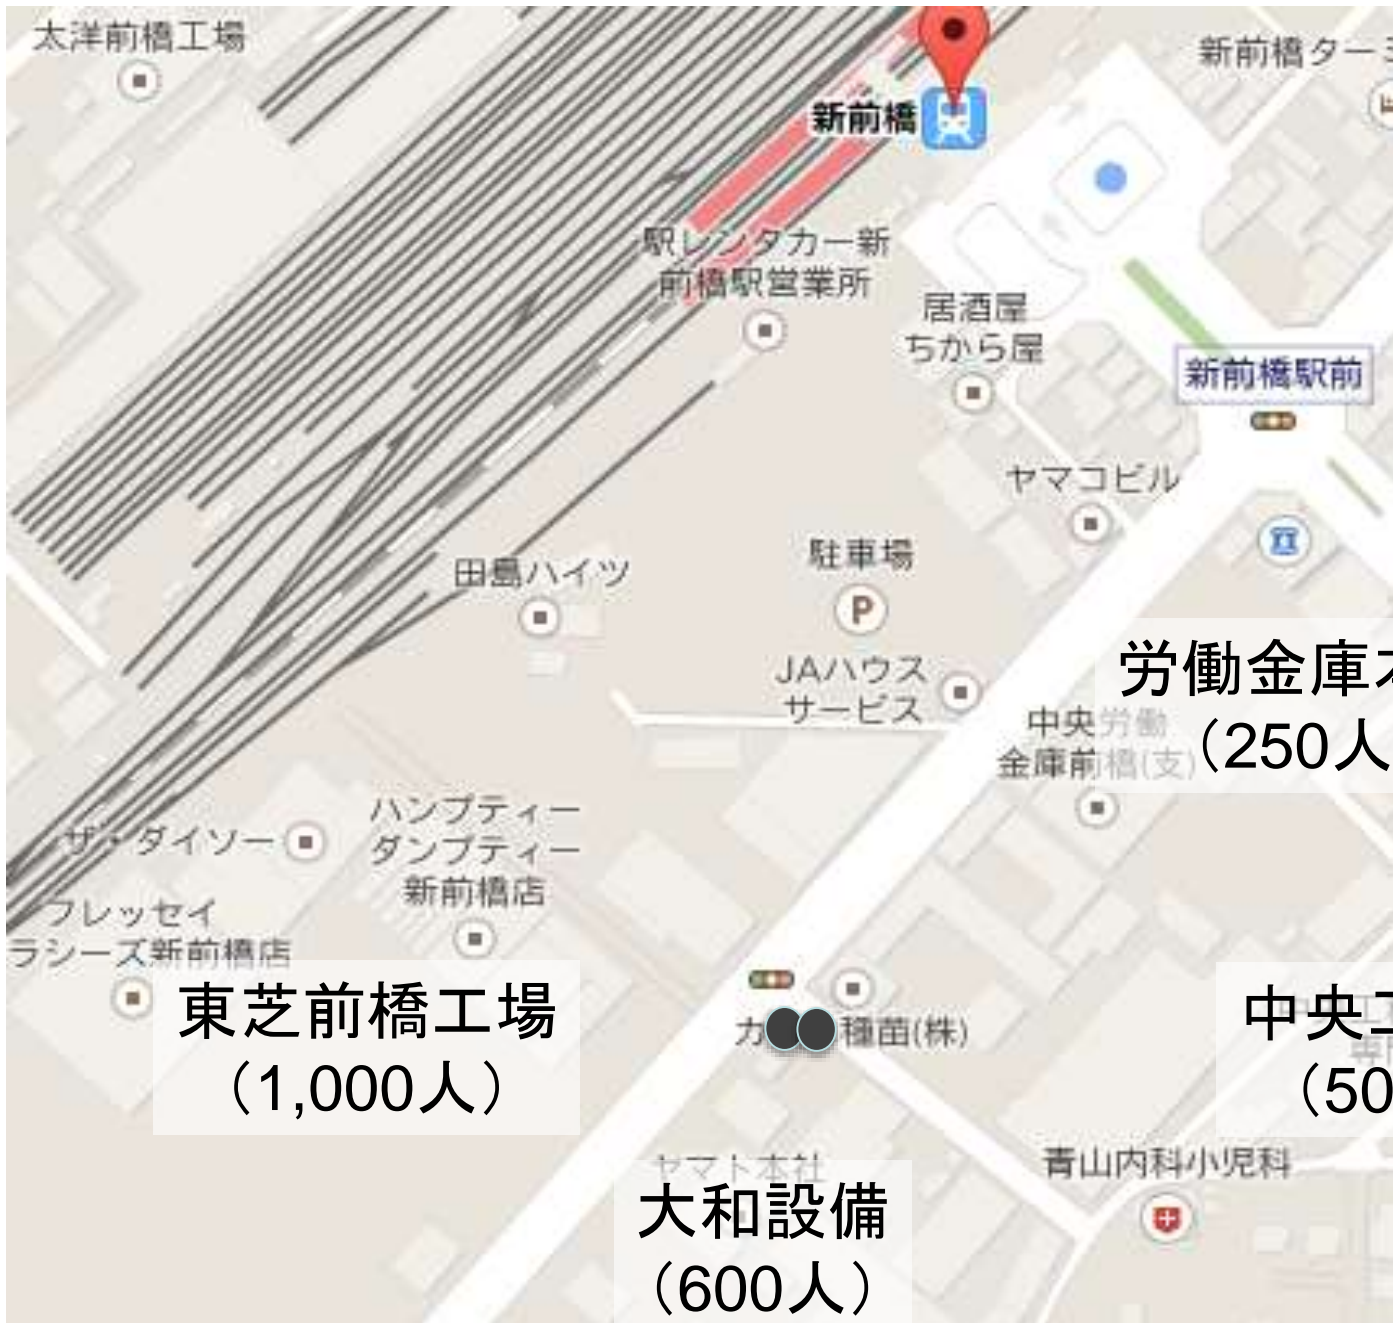 太洋前橋工場
新前橋ター
新前橋
駅レンタカー新
前橋駅営業所
居酒屋
ちから屋
新前橋駅前
ヤマコビル
田島ハイツ
駐車場
P
JAハウス
サービス
労働金庫
(250人
中央労働
金庫前橋(支)
ザ・ダイソー
ハンプティー
ダンプティー
新前橋店
フレッセイ
ラシーズ新前橋店
東芝前橋工場
(1,000人)
カ
種苗(株)
中央工
(50
ヤマト本社
大和設備
(600人)
青山内科小児科